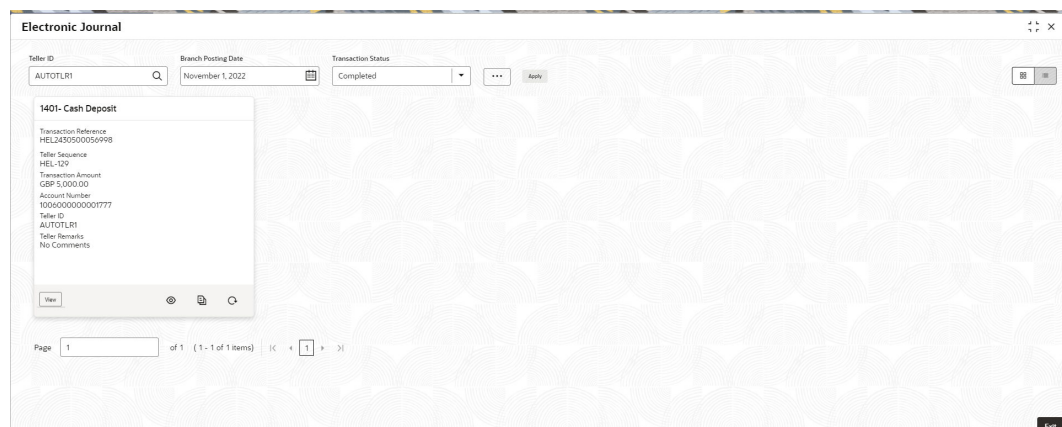 Electronic Journal
Teller ID
Branch Posting Date
Transaction Status
AUTOTLR1
November 1, 2022
Completed
...
Apply
1401- Cash Deposit
Transaction Reference
HEL2430500056998
Teller Sequence
HEL-129
Transaction Amount
GBP 5,000.00
Account Number
1006000000001777
Teller ID
AUTOTLR1
Teller Remarks
No Comments
View
Page 1 of 1 (1 - 1 of 1 items) 1
Exit